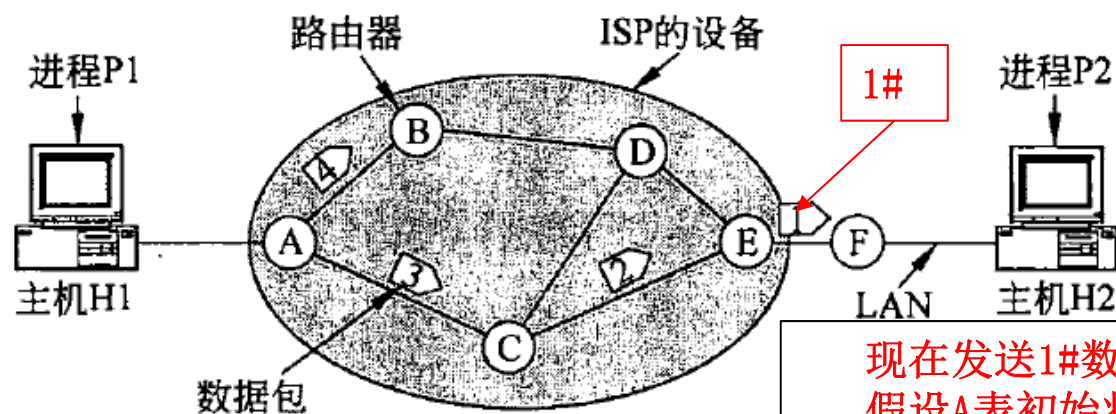 路由器
ISP的设备
进程P1
1#
进程P2
B
D
4
A
E
F
3
2
C
主机H1
LAN
主机H2
数据包
现在发送1#数
假设A表初始